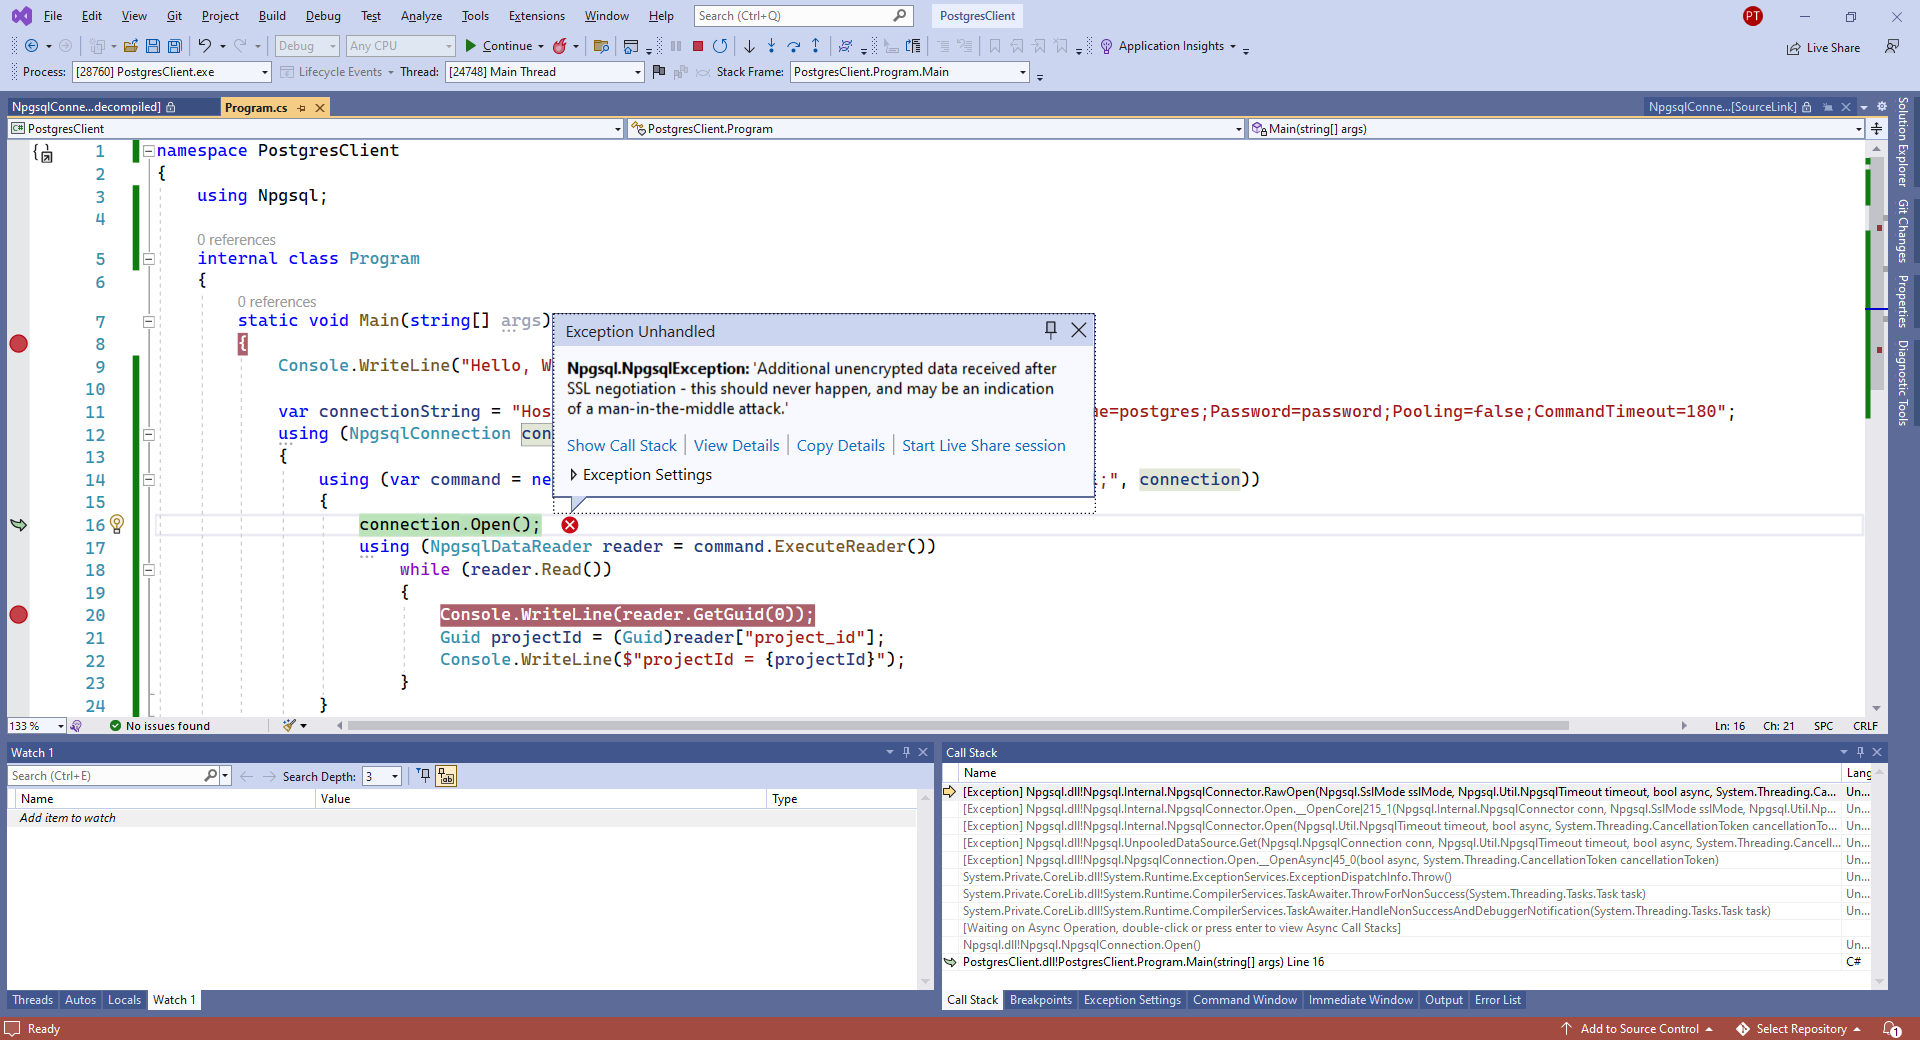 File Edit View Git Project Build Debug Test Analyze Tools Extensions Window Help Search (Ctrl+Q) PostgresClient PT
Debug Any CPU Continue Application Insights Live Share
Process: [28760] PostgresClient.exe Lifecycle Events Thread: [24748] Main Thread Stack Frame: PostgresClient.Program.Main
NpgsqlConne...decompiled] Program.cs NpgsqlConne...[SourceLink]
C# PostgresClient PostgresClient.Program Main(string[] args)
1 namespace PostgresClient
2 {
3 using Npgsql;
4
0 references
5 internal class Program
6 {
0 references
7 static void Main(string[] args)
8 {
9 Console.WriteLine("Hello, W
10
11 var connectionString = "Hos e=postgres;Password=password;Pooling=false;CommandTimeout=180";
12 using (NpgsqlConnection con
13 {
14 using (var command = ne ;", connection))
15 {
16 connection.Open();
17 using (NpgsqlDataReader reader = command.ExecuteReader())
18 while (reader.Read())
19 {
20 Console.WriteLine(reader.GetGuid(0));
21 Guid projectId = (Guid)reader["project_id"];
22 Console.WriteLine($"projectId = {projectId}");
23 }
24 }
Exception Unhandled
Npgsql.NpgsqlException: 'Additional unencrypted data received after
SSL negotiation - this should never happen, and may be an indication
of a man-in-the-middle attack.'
Show Call Stack View Details Copy Details Start Live Share session
Exception Settings
Solution Explorer
Git Changes
Properties
Diagnostic Tools
133 % No issues found Ln: 16 Ch: 21 SPC CRLF
Watch 1
Search (Ctrl+E) Search Depth: 3
Name Value Type
Add item to watch
Threads Autos Locals Watch 1
Call Stack
Name Lang
[Exception] Npgsql.dll!Npgsql.Internal.NpgsqlConnector.RawOpen(Npgsql.SslMode sslMode, Npgsql.Util.NpgsqlTimeout timeout, bool async, System.Threading.Ca... Un...
[Exception] Npgsql.dll!Npgsql.Internal.NpgsqlConnector.Open.__OpenCore|215_1(Npgsql.Internal.NpgsqlConnector conn, Npgsql.SslMode sslMode, Npgsql.Util.Np... Un...
[Exception] Npgsql.dll!Npgsql.Internal.NpgsqlConnector.Open(Npgsql.Util.NpgsqlTimeout timeout, bool async, System.Threading.CancellationToken cancellationTo... Un...
[Exception] Npgsql.dll!Npgsql.UnpooledDataSource.Get(Npgsql.NpgsqlConnection conn, Npgsql.Util.NpgsqlTimeout timeout, bool async, System.Threading.Cancell... Un...
[Exception] Npgsql.dll!Npgsql.NpgsqlConnection.Open.__OpenAsync|45_0(bool async, System.Threading.CancellationToken cancellationToken) Un...
System.Private.CoreLib.dll!System.Runtime.ExceptionServices.ExceptionDispatchInfo.Throw() Un...
System.Private.CoreLib.dll!System.Runtime.CompilerServices.TaskAwaiter.ThrowForNonSuccess(System.Threading.Tasks.Task task) Un...
System.Private.CoreLib.dll!System.Runtime.CompilerServices.TaskAwaiter.HandleNonSuccessAndDebuggerNotification(System.Threading.Tasks.Task task) Un...
[Waiting on Async Operation, double-click or press enter to view Async Call Stacks]
Npgsql.dll!Npgsql.NpgsqlConnection.Open() Un...
PostgresClient.dll!PostgresClient.Program.Main(string[] args) Line 16 C#
Call Stack Breakpoints Exception Settings Command Window Immediate Window Output Error List
Ready Add to Source Control Select Repository 1